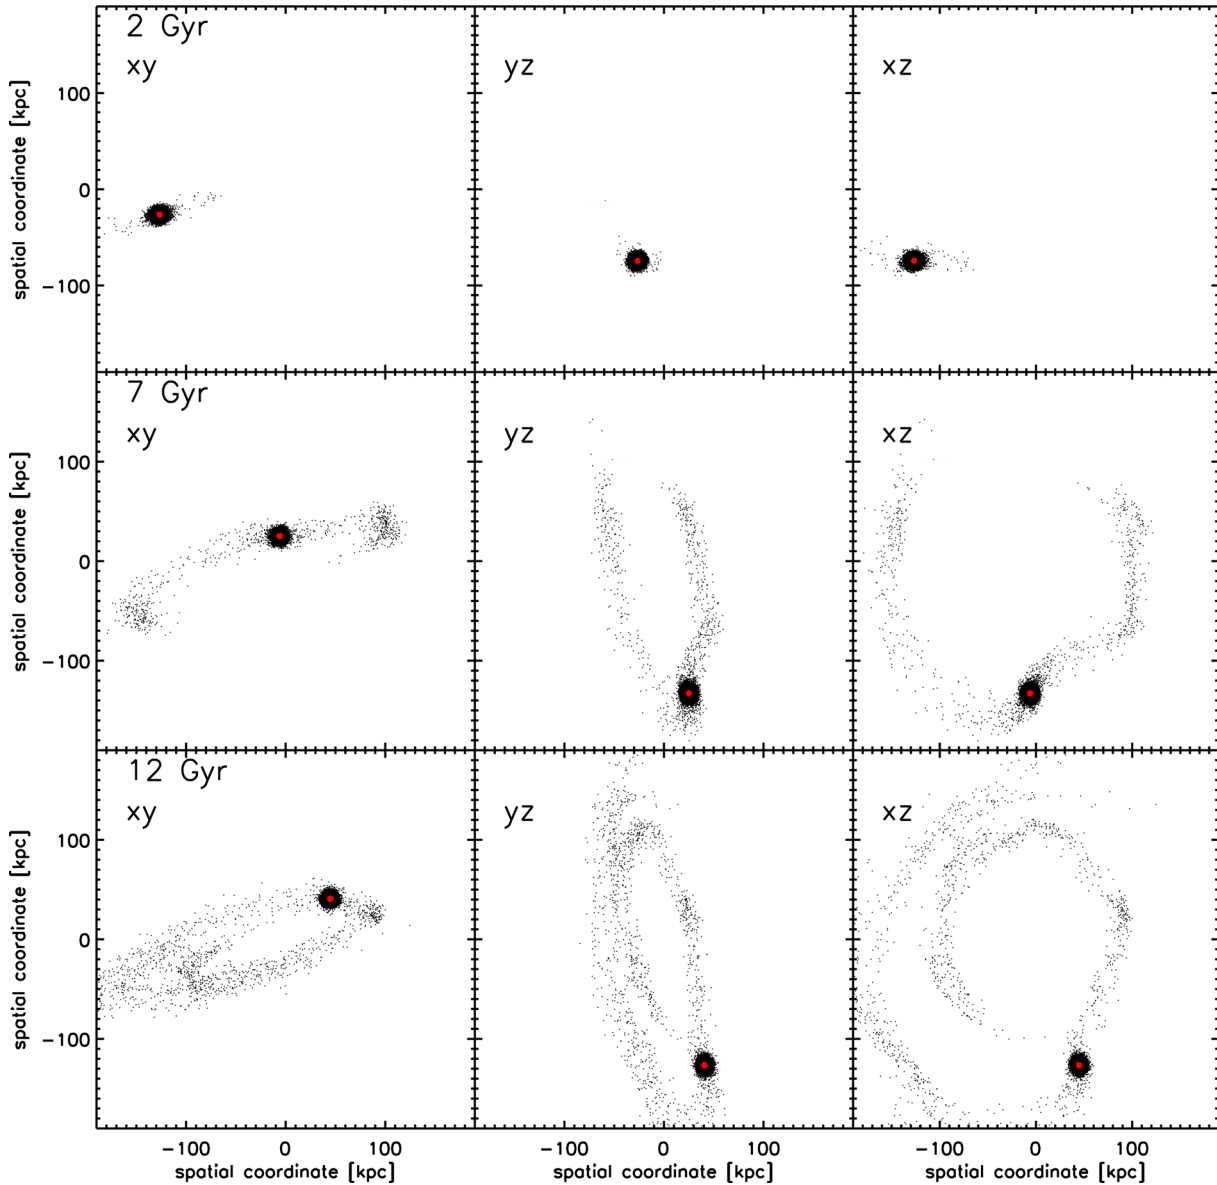 2 Gyr
xy
yz
xz
spatial coordinate [kpc]
100
0
−100
7 Gyr
xy
yz
xz
spatial coordinate [kpc]
100
0
−100
12 Gyr
xy
yz
xz
spatial coordinate [kpc]
100
0
−100
−100 0 100 −100 0 100 −100 0 100
spatial coordinate [kpc] spatial coordinate [kpc] spatial coordinate [kpc]